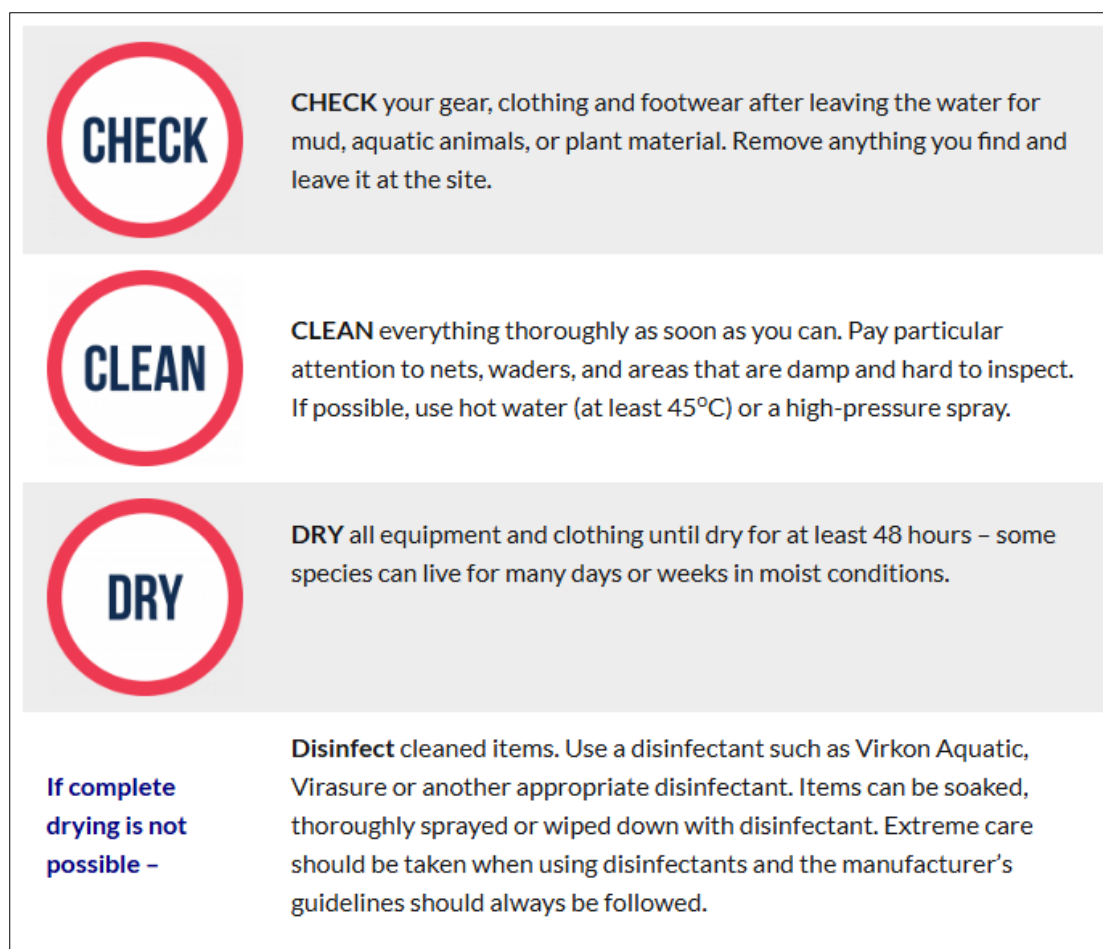 CHECK
CHECK your gear, clothing and footwear after leaving the water for
mud, aquatic animals, or plant material. Remove anything you find and
leave it at the site.
CLEAN
CLEAN everything thoroughly as soon as you can. Pay particular
attention to nets, waders, and areas that are damp and hard to inspect.
If possible, use hot water (at least 45°C) or a high-pressure spray.
DRY
DRY all equipment and clothing until dry for at least 48 hours – some
species can live for many days or weeks in moist conditions.
If complete
drying is not
possible –
Disinfect cleaned items. Use a disinfectant such as Virkon Aquatic,
Virasure or another appropriate disinfectant. Items can be soaked,
thoroughly sprayed or wiped down with disinfectant. Extreme care
should be taken when using disinfectants and the manufacturer’s
guidelines should always be followed.